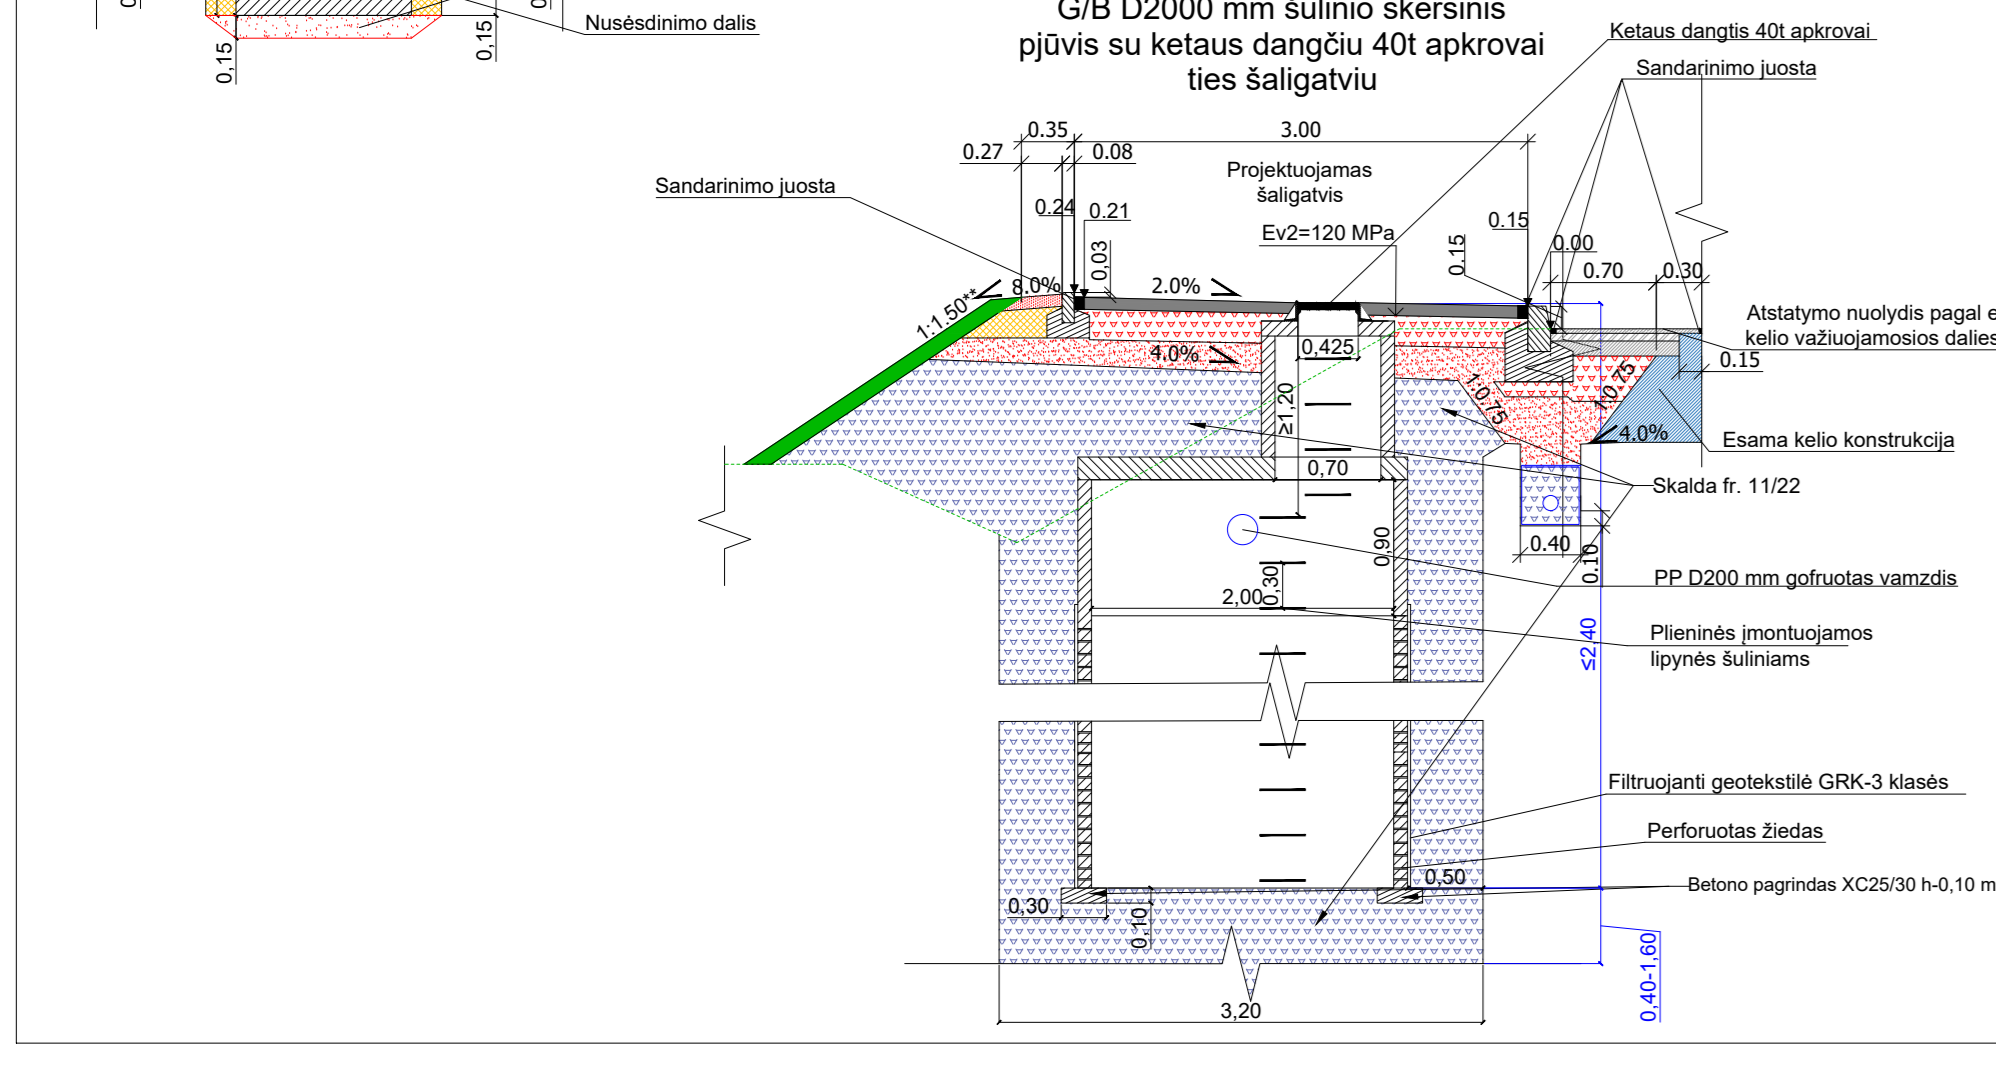 Nusėsdinimo dalis
0,15
0,15
G/B D2000 mm šulinio skersinis
pjūvis su ketaus dangčiu 40t apkrovai
ties šaligatviu
Ketaus dangtis 40t apkrovai
Sandarinimo juosta
0.35
3.00
0.27
0.08
Projektuojamas
šaligatvis
Sandarinimo juosta
0.24
0.21
0.15
Ev2=120 MPa
0,03
0.15
0.00
0.70
0.30
8.0%
2.0%
1:1.50**
Atstatymo nuolydis pagal
kelio važiuojamosios dalies
0,425
4.0%
0.15
1:0.75
1:0.75
≥1,20
4.0%
Esama kelio konstrukcija
0,70
Skalda fr. 11/22
0,90
0.40
0.10
0,30
PP D200 mm gofruotas vamzdis
2,00
Plieninės įmontuojamos
lipynės šuliniams
≤2,40
Filtruojanti geotekstilė GRK-3 klasės
Perforuotas žiedas
0,50
Betono pagrindas XC25/30 h-0,10 m
0,30
0,10
0,40-1,60
3,20